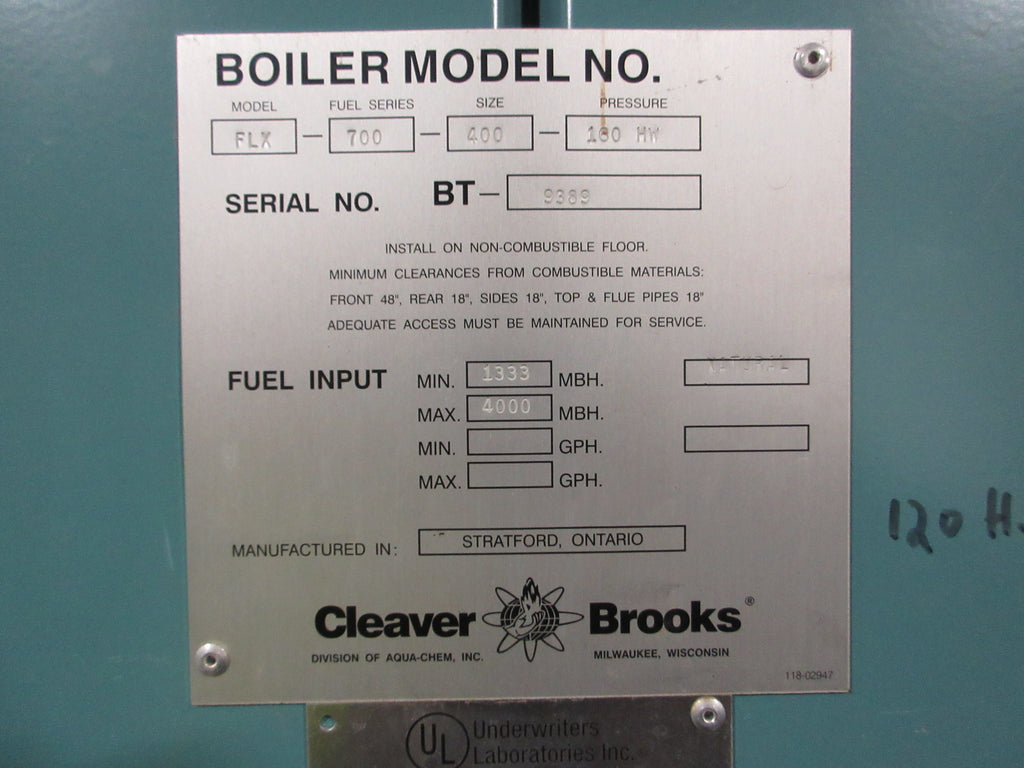 BOILER MODEL NO.
MODEL FUEL SERIES SIZE PRESSURE
FLX - 700 - 400 - 160 HW
SERIAL NO. BT- 9389
INSTALL ON NON-COMBUSTIBLE FLOOR.
MINIMUM CLEARANCES FROM COMBUSTIBLE MATERIALS:
FRONT 48", REAR 18", SIDES 18", TOP & FLUE PIPES 18"
ADEQUATE ACCESS MUST BE MAINTAINED FOR SERVICE.
FUEL INPUT MIN. 1333 MBH. NATURAL
MAX. 4000 MBH.
MIN. GPH.
MAX. GPH.
MANUFACTURED IN: STRATFORD, ONTARIO
Cleaver Brooks®
DIVISION OF AQUA-CHEM, INC. MILWAUKEE, WISCONSIN
118-02947
UL Underwriters
Laboratories Inc.
120 H.